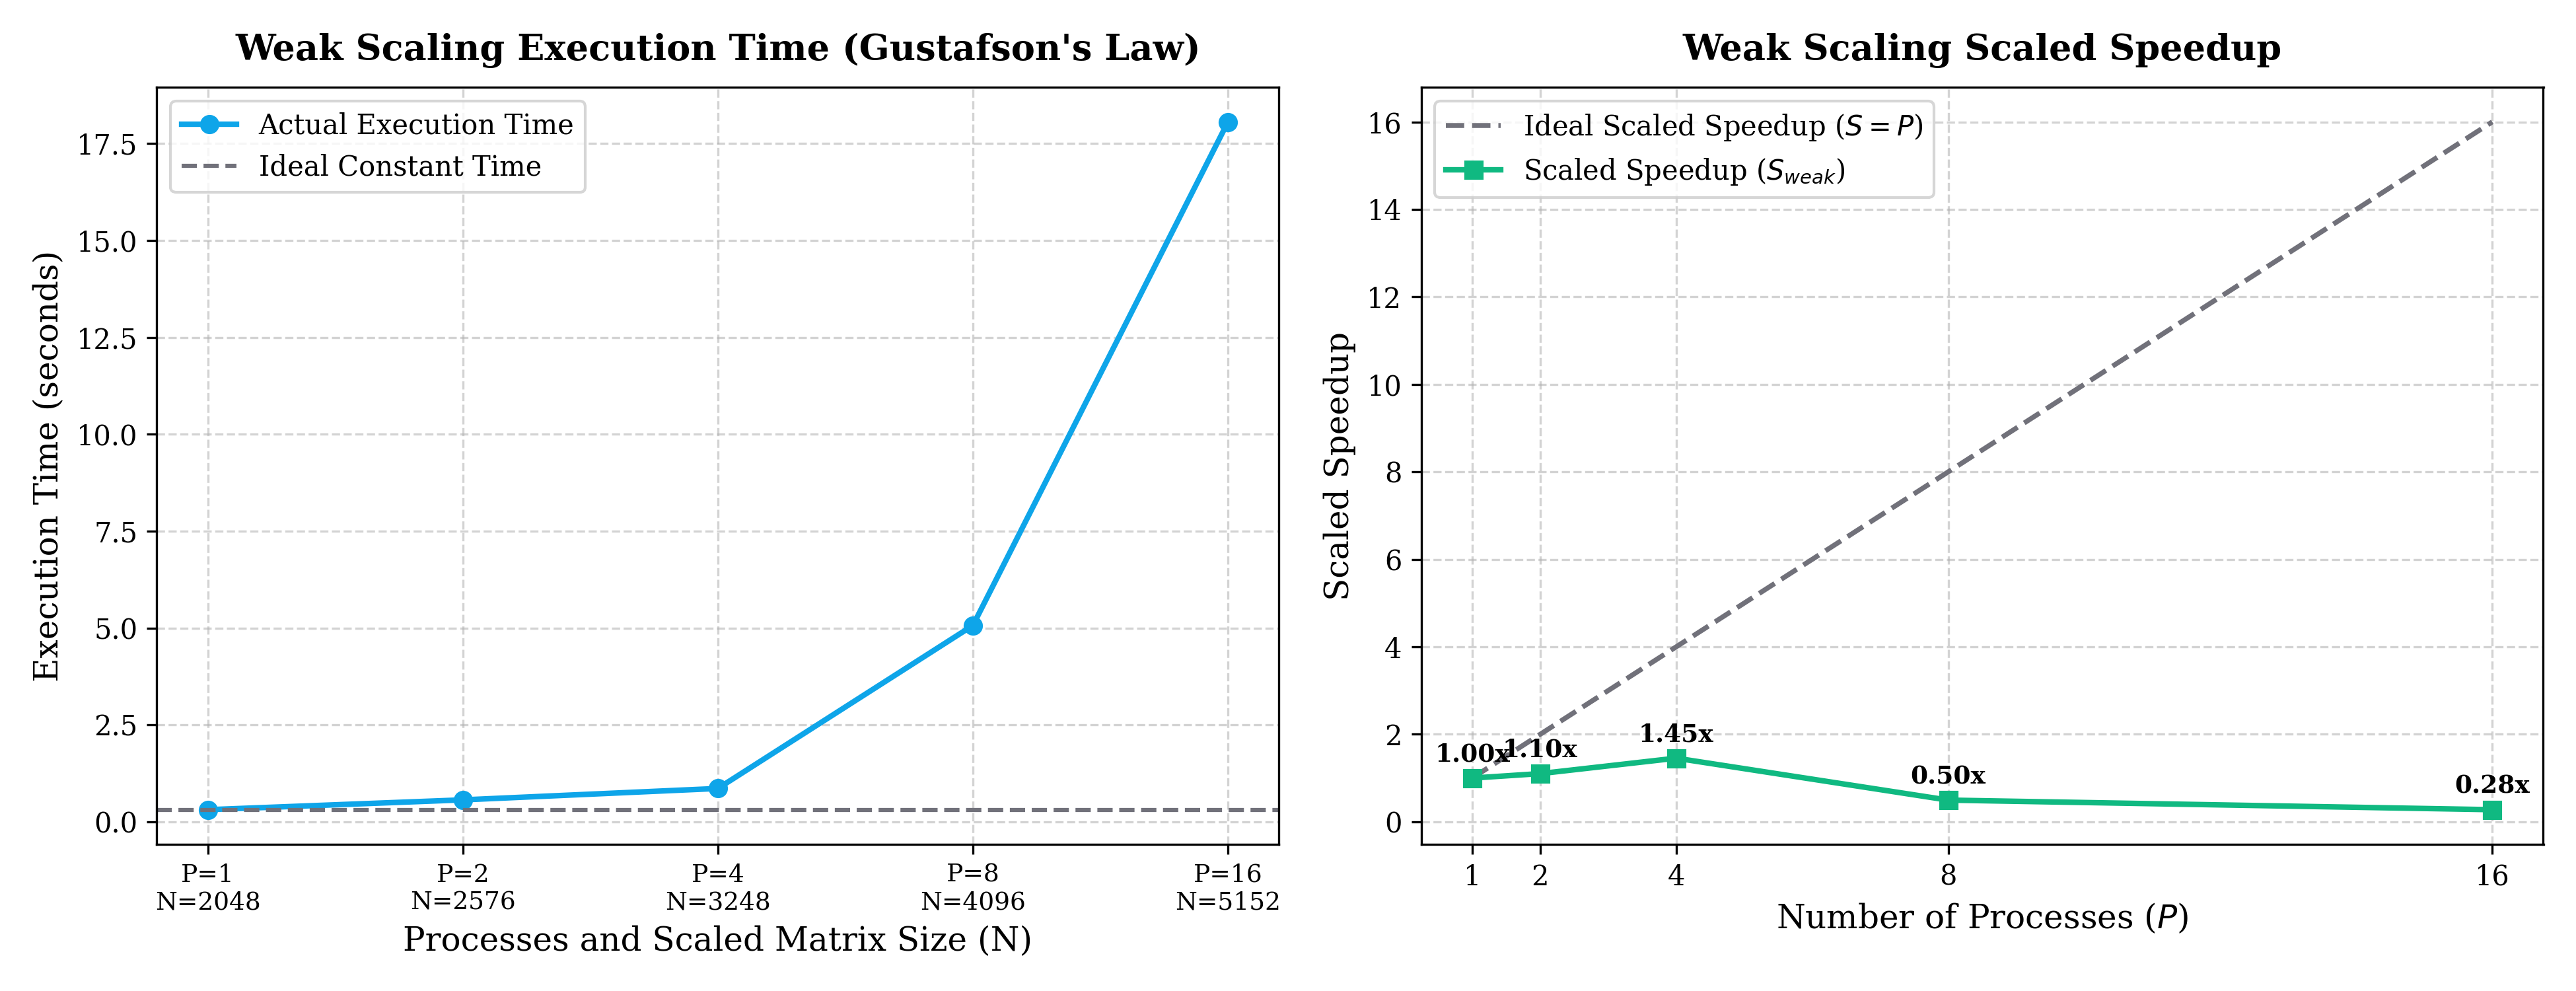 Weak Scaling Execution Time (Gustafson's Law)
Actual Execution Time
Ideal Constant Time
Execution Time (seconds)
17.5
15.0
12.5
10.0
7.5
5.0
2.5
0.0
P=1
N=2048
P=2
N=2576
P=4
N=3248
P=8
N=4096
P=16
N=5152
Processes and Scaled Matrix Size (N)
Weak Scaling Scaled Speedup
Ideal Scaled Speedup (S = P)
Scaled Speedup (S_weak)
Scaled Speedup
16
14
12
10
8
6
4
2
0
1.00x
1.10x
1.45x
0.50x
0.28x
1
2
4
8
16
Number of Processes (P)